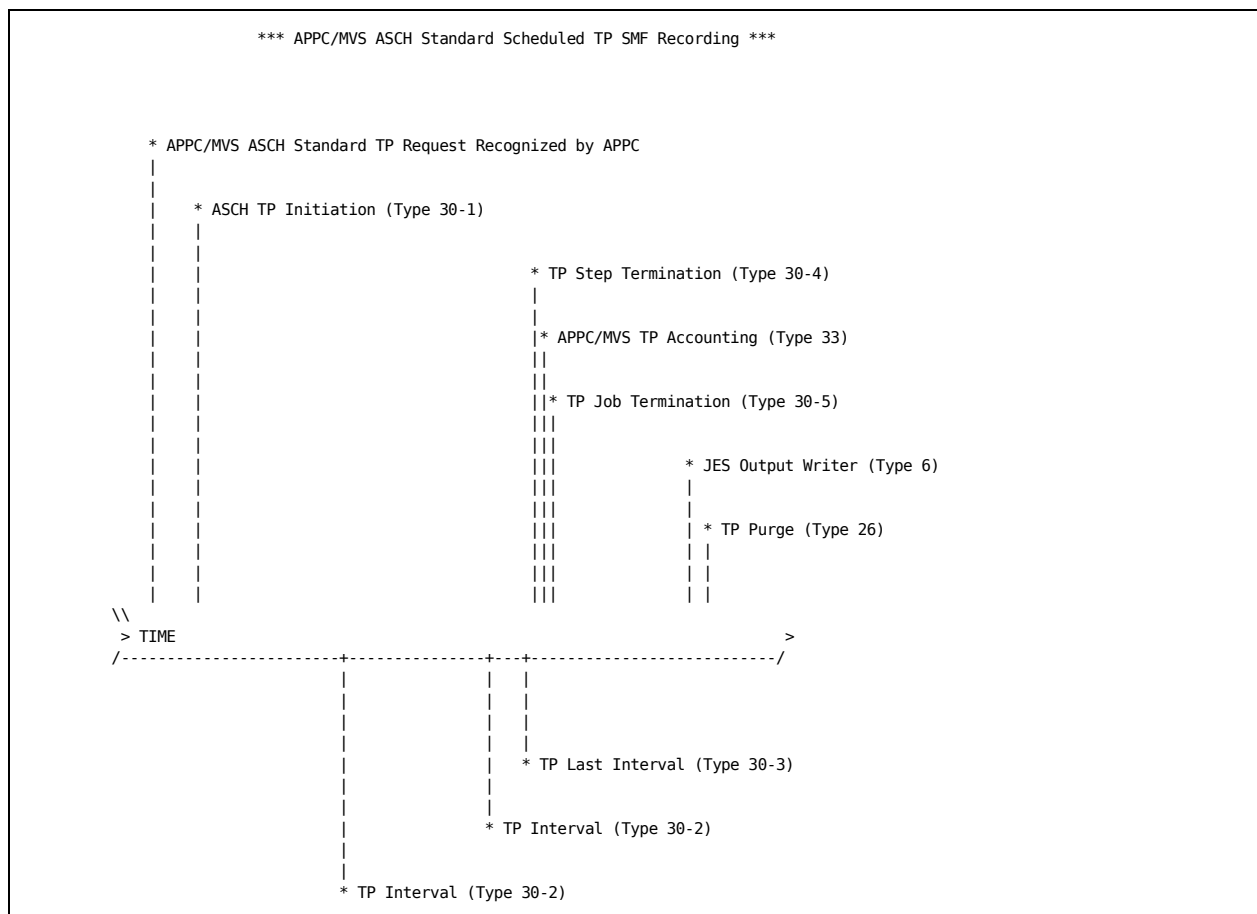 *** APPC/MVS ASCH Standard Scheduled TP SMF Recording ***
* APPC/MVS ASCH Standard TP Request Recognized by APPC
* ASCH TP Initiation (Type 30-1)
* TP Step Termination (Type 30-4)
* APPC/MVS TP Accounting (Type 33)
* TP Job Termination (Type 30-5)
* JES Output Writer (Type 6)
* TP Purge (Type 26)
\\
> TIME >
/------------------------+---------------+---+---------------------------/
* TP Last Interval (Type 30-3)
* TP Interval (Type 30-2)
* TP Interval (Type 30-2)